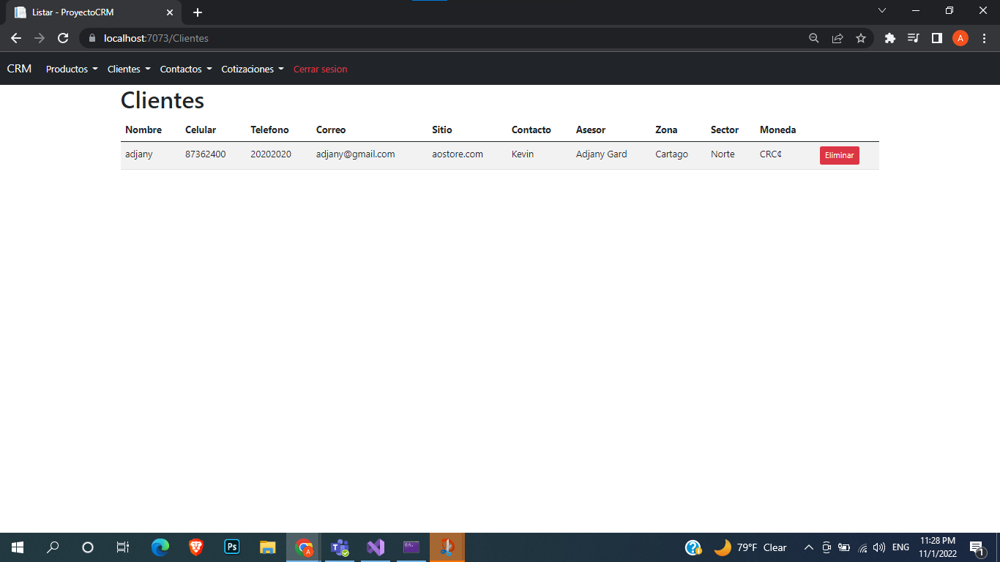 Listar - ProyectoCRM
localhost:7073/Clientes
A
CRM Productos Clientes Contactos Cotizaciones Cerrar sesion
Clientes
Nombre Celular Telefono Correo Sitio Contacto Asesor Zona Sector Moneda
adjany 87362400 20202020 adjany@gmail.com aostore.com Kevin Adjany Gard Cartago Norte CRC₡ Eliminar
Ps
A
79°F Clear
ENG
11:28 PM
11/1/2022
1